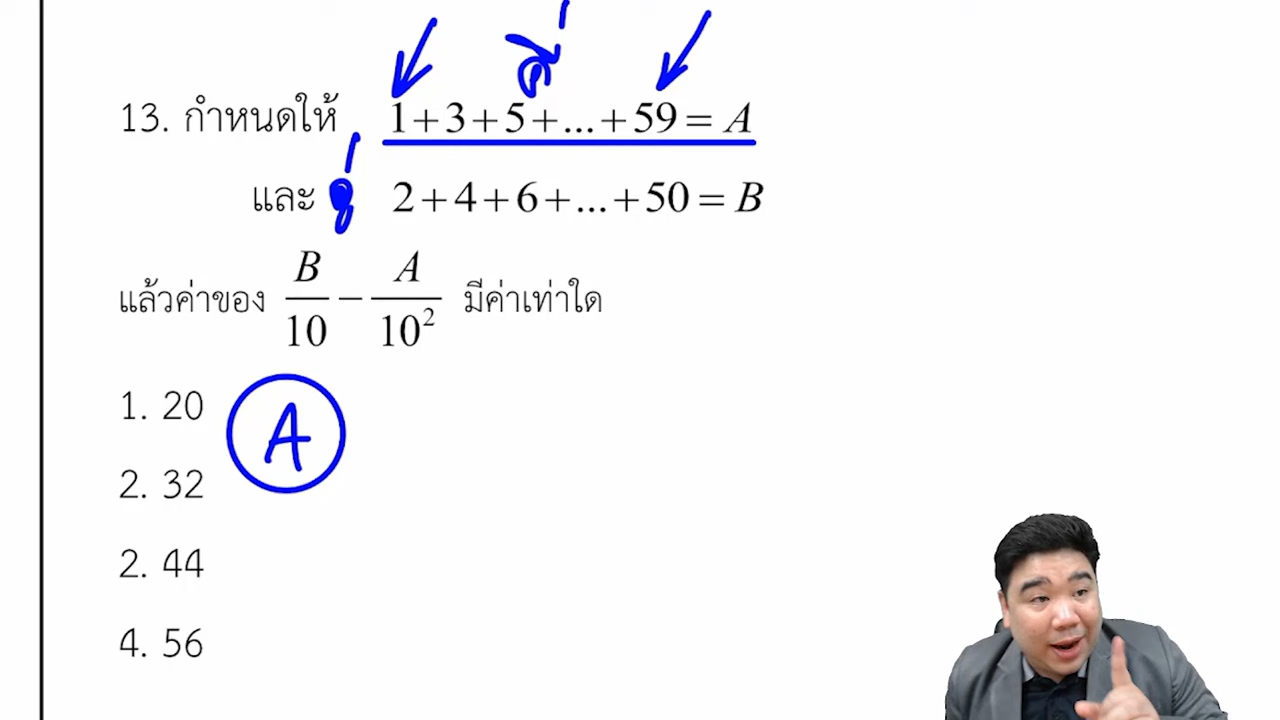 คี่
13. กำหนดให้ 1+3+5+...+59=A
และ คู่ 2+4+6+...+50=B
แล้วค่าของ B/10 − A/10² มีค่าเท่าใด
1. 20
A
2. 32
2. 44
4. 56